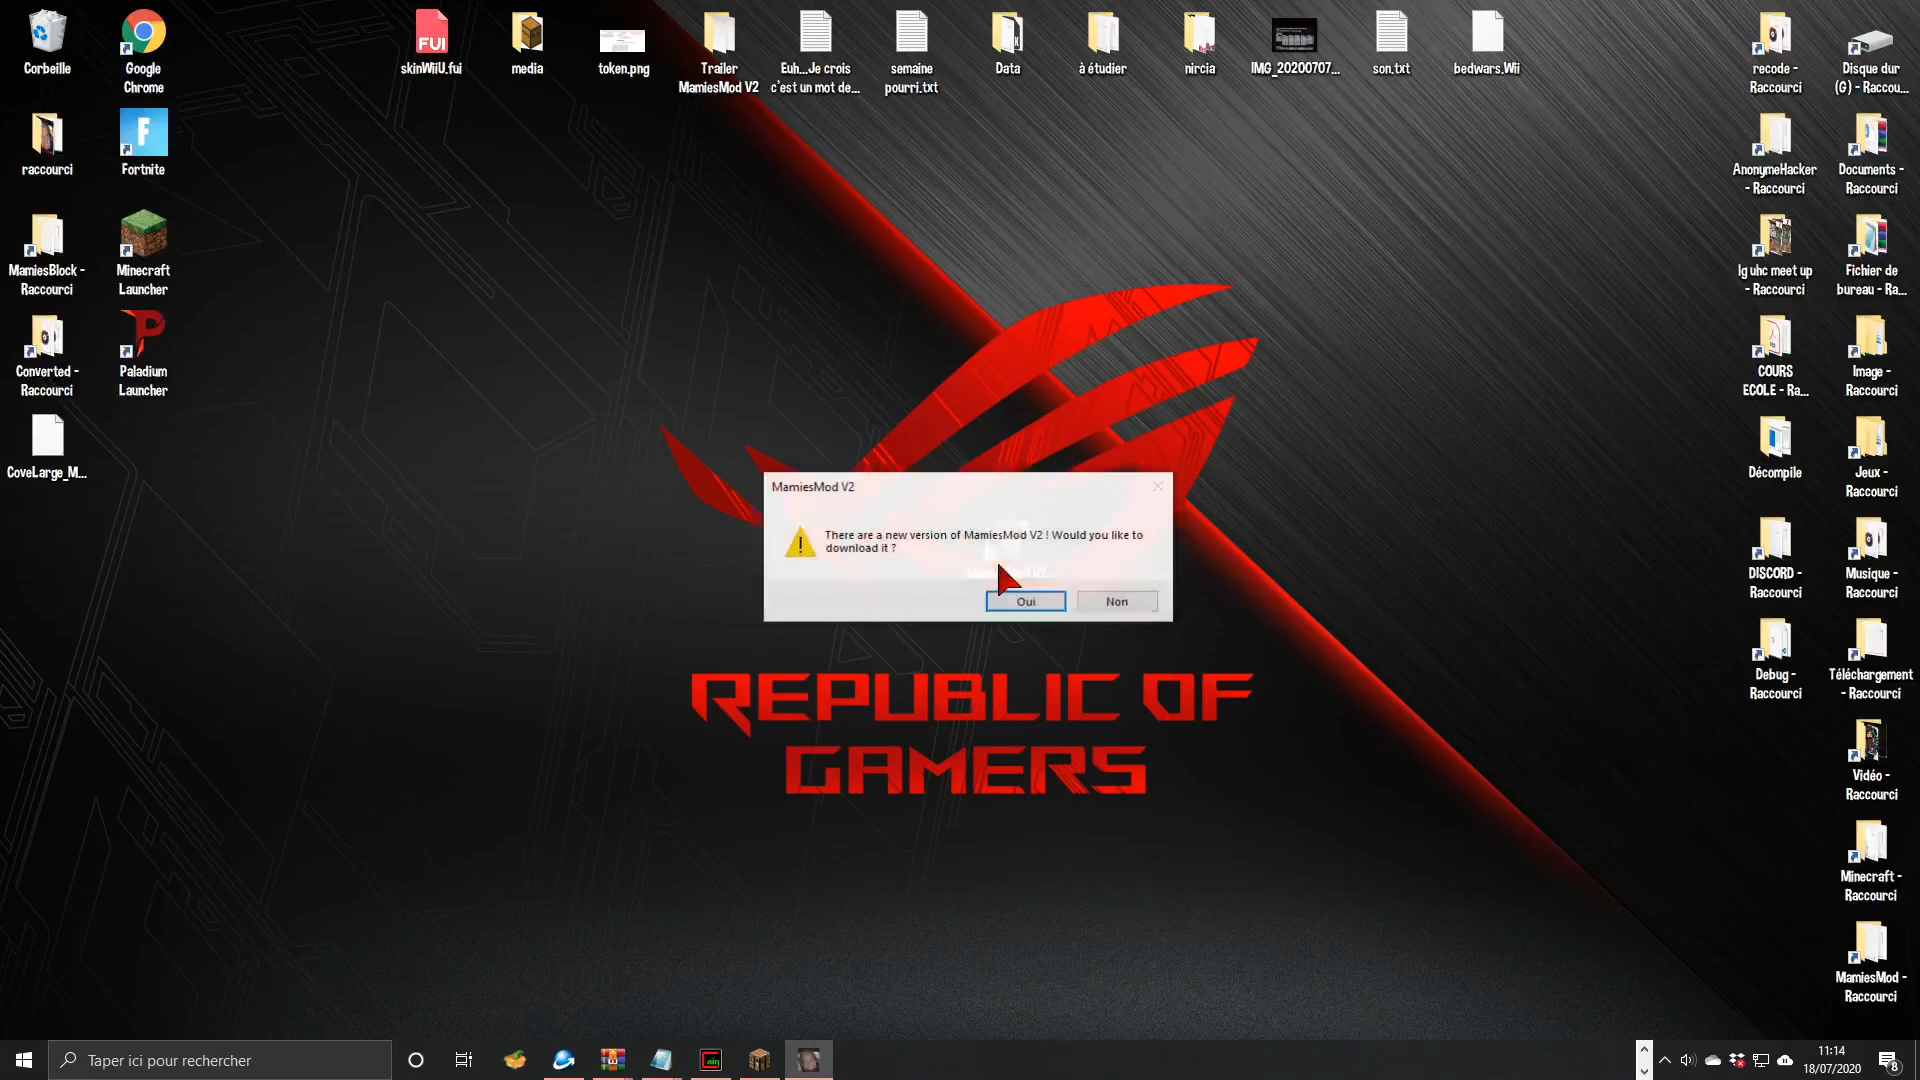 Corbeille
Google
Chrome
skinWiiU.fui
media
token.png
Trailer
MamiesMod V2
Euh...Je crois
c'est un mot de...
semaine
pourri.txt
Data
à étudier
nircia
IMG_20200707...
son.txt
bedwars.Wii
recode -
Raccourci
Disque dur
(G) - Raccou...
raccourci
Fortnite
AnonymeHacker
- Raccourci
Documents -
Raccourci
MamiesBlock -
Raccourci
Minecraft
Launcher
lg uhc meet up
- Raccourci
Fichier de
bureau - Ra...
Converted -
Raccourci
Paladium
Launcher
COURS
ECOLE - Ra...
Image -
Raccourci
CoveLarge_M...
Décompile
Jeux -
Raccourci
MamiesMod V2
There are a new version of MamiesMod V2 ! Would you like to
download it ?
Oui
Non
DISCORD -
Raccourci
Musique -
Raccourci
Debug -
Raccourci
Téléchargement
- Raccourci
REPUBLIC OF
GAMERS
Vidéo -
Raccourci
Minecraft -
Raccourci
MamiesMod -
Raccourci
Taper ici pour rechercher
11:14
18/07/2020
8
FUI